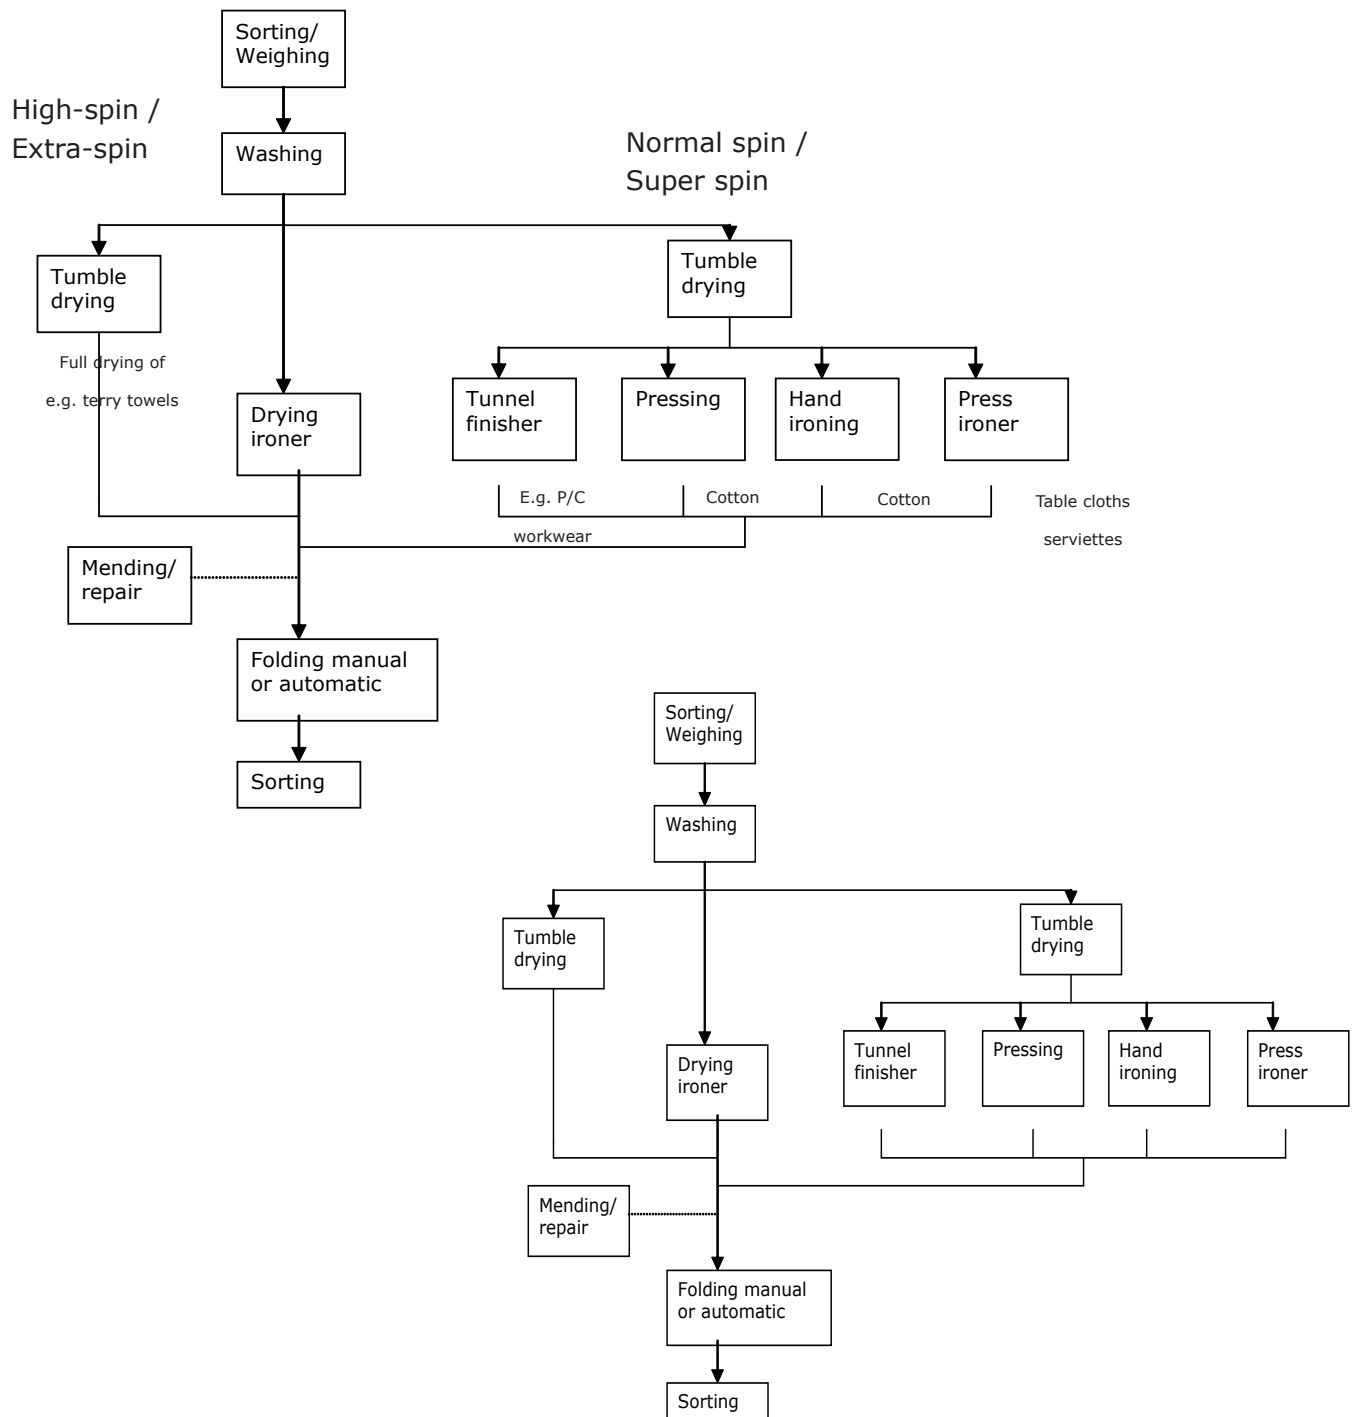 Sorting/
Weighing
High-spin /
Extra-spin
Washing
Normal spin /
Super spin
Tumble
drying
Tumble
drying
Full drying of
e.g. terry towels
Drying
ironer
Tunnel
finisher
Pressing
Hand
ironing
Press
ironer
E.g. P/C
workwear
Cotton
Cotton
Table cloths
serviettes
Mending/
repair
Folding manual
or automatic
Sorting
Sorting/
Weighing
Washing
Tumble
drying
Tumble
drying
Drying
ironer
Tunnel
finisher
Pressing
Hand
ironing
Press
ironer
Mending/
repair
Folding manual
or automatic
Sorting